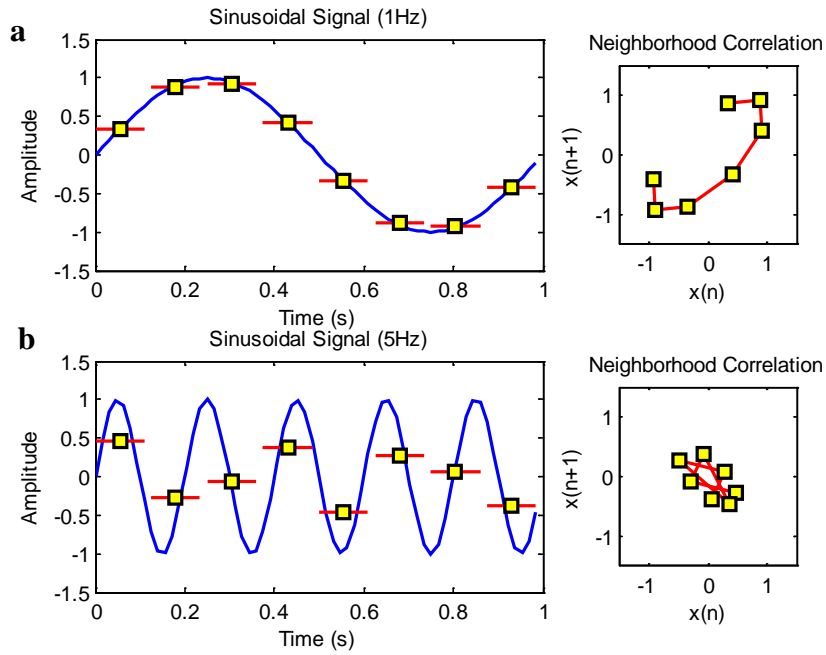 a
Sinusoidal Signal (1Hz)
1.5
1
0.5
0
-0.5
-1
-1.5
Amplitude
0 0.2 0.4 0.6 0.8 1
Time (s)
Neighborhood Correlation
1
0
-1
x(n+1)
-1 0 1
x(n)
b
Sinusoidal Signal (5Hz)
1.5
1
0.5
0
-0.5
-1
-1.5
Amplitude
0 0.2 0.4 0.6 0.8 1
Time (s)
Neighborhood Correlation
1
0
-1
x(n+1)
-1 0 1
x(n)